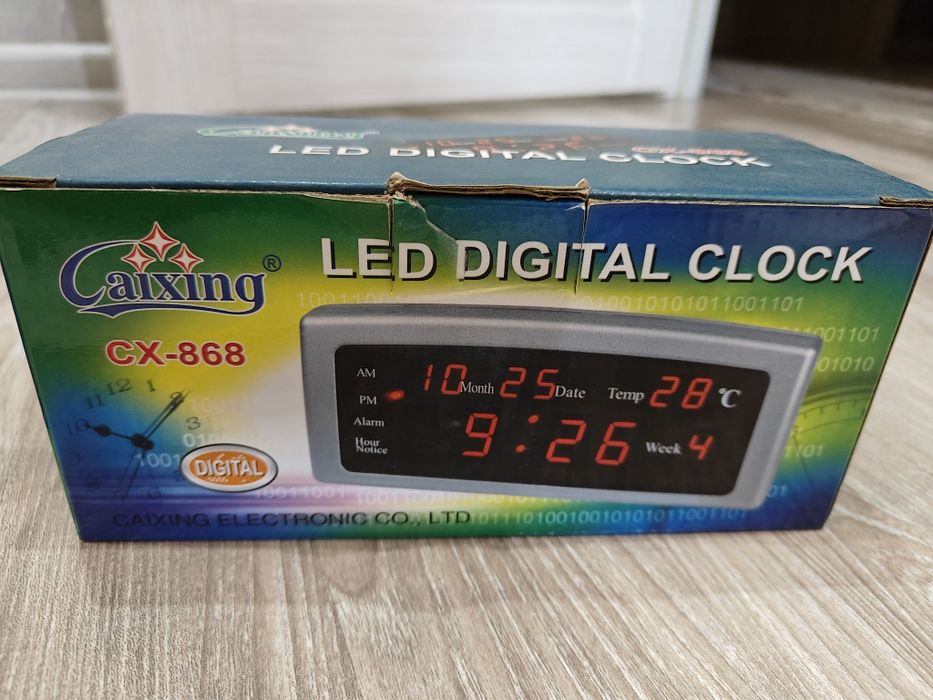 Caixing
LED DIGITAL CLOCK
Caixing®
LED DIGITAL CLOCK
CX-868
AM
10 Month 25 Date Temp 28 °C
PM
Alarm
9:26 Week 4
Hour
Notice
DIGITAL
CAIXING ELECTRONIC CO., LTD